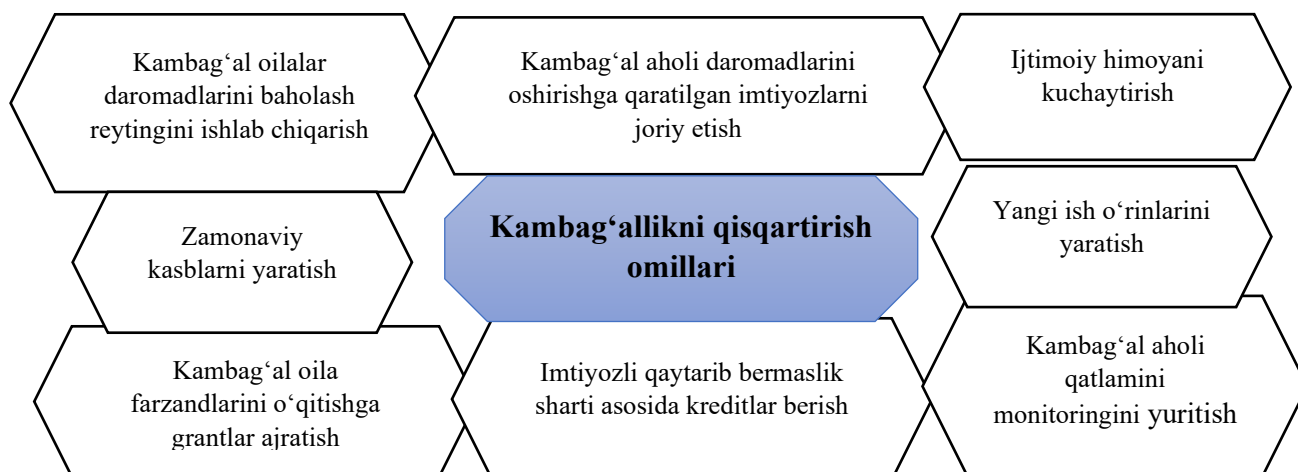 Kambag‘al oilalar
daromadlarini baholash
reytingini ishlab chiqarish
Kambag‘al aholi daromadlarini
oshirishga qaratilgan imtiyozlarni
joriy etish
Ijtimoiy himoyani
kuchaytirish
Zamonaviy
kasblarni yaratish
Kambag‘allikni qisqartirish
omillari
Yangi ish o‘rinlarini
yaratish
Kambag‘al oila
farzandlarini o‘qitishga
grantlar ajratish
Imtiyozli qaytarib bermaslik
sharti asosida kreditlar berish
Kambag‘al aholi
qatlamini
monitoringini yuritish